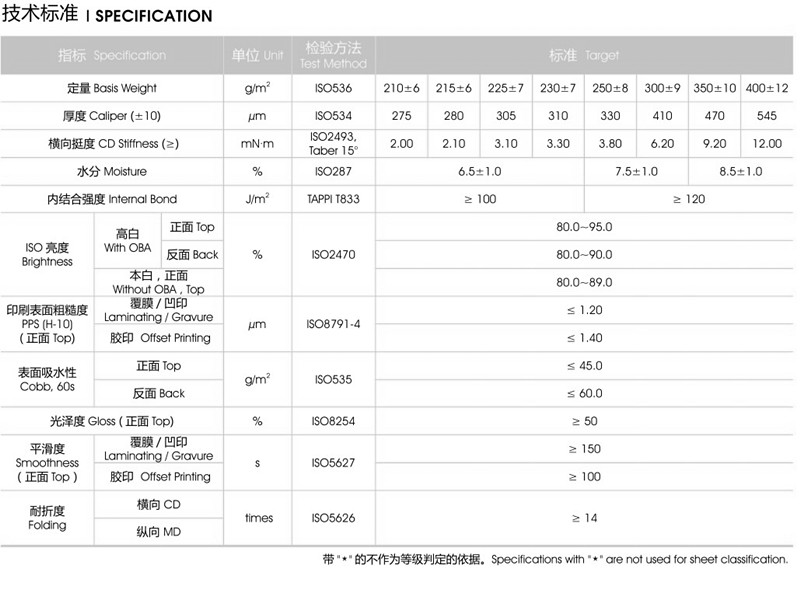 技术标准 | SPECIFICATION
指标 Specification 单位 Unit 检验方法 Test Method 标准 Target
定量 Basis Weight g/m² ISO536 210±6 215±6 225±7 230±7 250±8 300±9 350±10 400±12
厚度 Caliper (±10) μm ISO534 275 280 305 310 330 410 470 545
横向挺度 CD Stiffness (≥) mN·m ISO2493, Taber 15° 2.00 2.10 3.10 3.30 3.80 6.20 9.20 12.00
水分 Moisture % ISO287 6.5±1.0 7.5±1.0 8.5±1.0
内结合强度 Internal Bond J/m² TAPPI T833 ≥ 100 ≥ 120
ISO 亮度 Brightness 高白 With OBA 正面 Top % ISO2470 80.0~95.0
反面 Back 80.0~90.0
本白 , 正面 Without OBA , Top 80.0~89.0
印刷表面粗糙度 PPS (H-10) ( 正面 Top) 覆膜 / 凹印 Laminating / Gravure μm ISO8791-4 ≤ 1.20
胶印 Offset Printing ≤ 1.40
表面吸水性 Cobb, 60s 正面 Top g/m² ISO535 ≤ 45.0
反面 Back ≤ 60.0
光泽度 Gloss ( 正面 Top) % ISO8254 ≥ 50
平滑度 Smoothness ( 正面 Top ) 覆膜 / 凹印 Laminating / Gravure s ISO5627 ≥ 150
胶印 Offset Printing ≥ 100
耐折度 Folding 横向 CD times ISO5626 ≥ 14
纵向 MD
带 "*" 的不作为等级判定的依据。Specifications with "*" are not used for sheet classification.